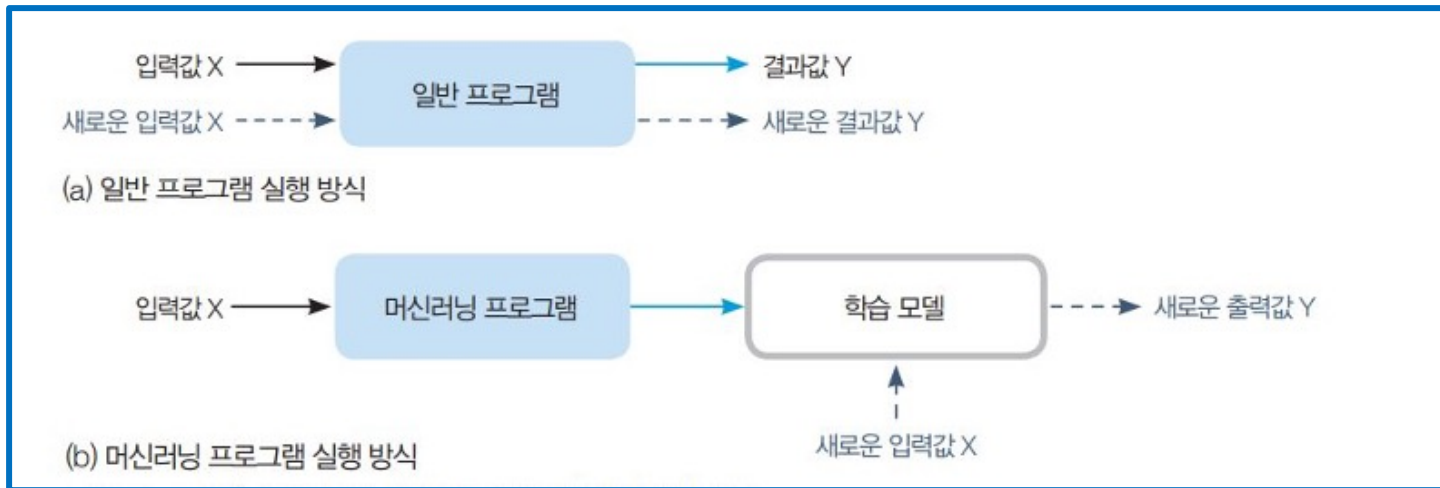 입력값 X
일반 프로그램
결과값 Y
새로운 입력값 X
새로운 결과값 Y
(a) 일반 프로그램 실행 방식
입력값 X
머신러닝 프로그램
학습 모델
새로운 출력값 Y
새로운 입력값 X
(b) 머신러닝 프로그램 실행 방식